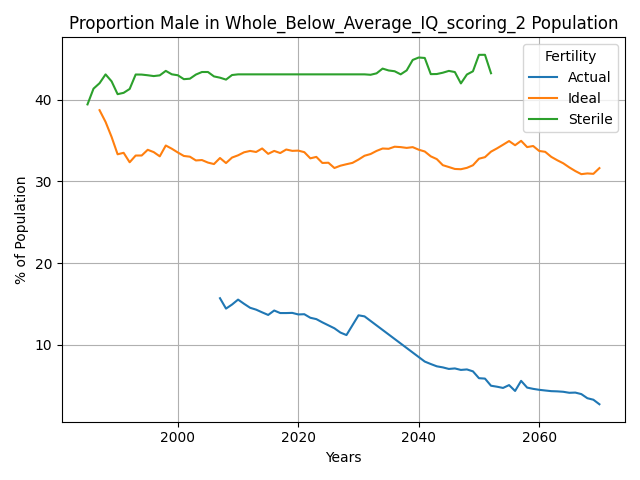 Proportion Male in Whole_Below_Average_IQ_scoring_2 Population
Fertility
Actual
Ideal
Sterile
% of Population
40
30
20
10
2000
2020
2040
2060
Years